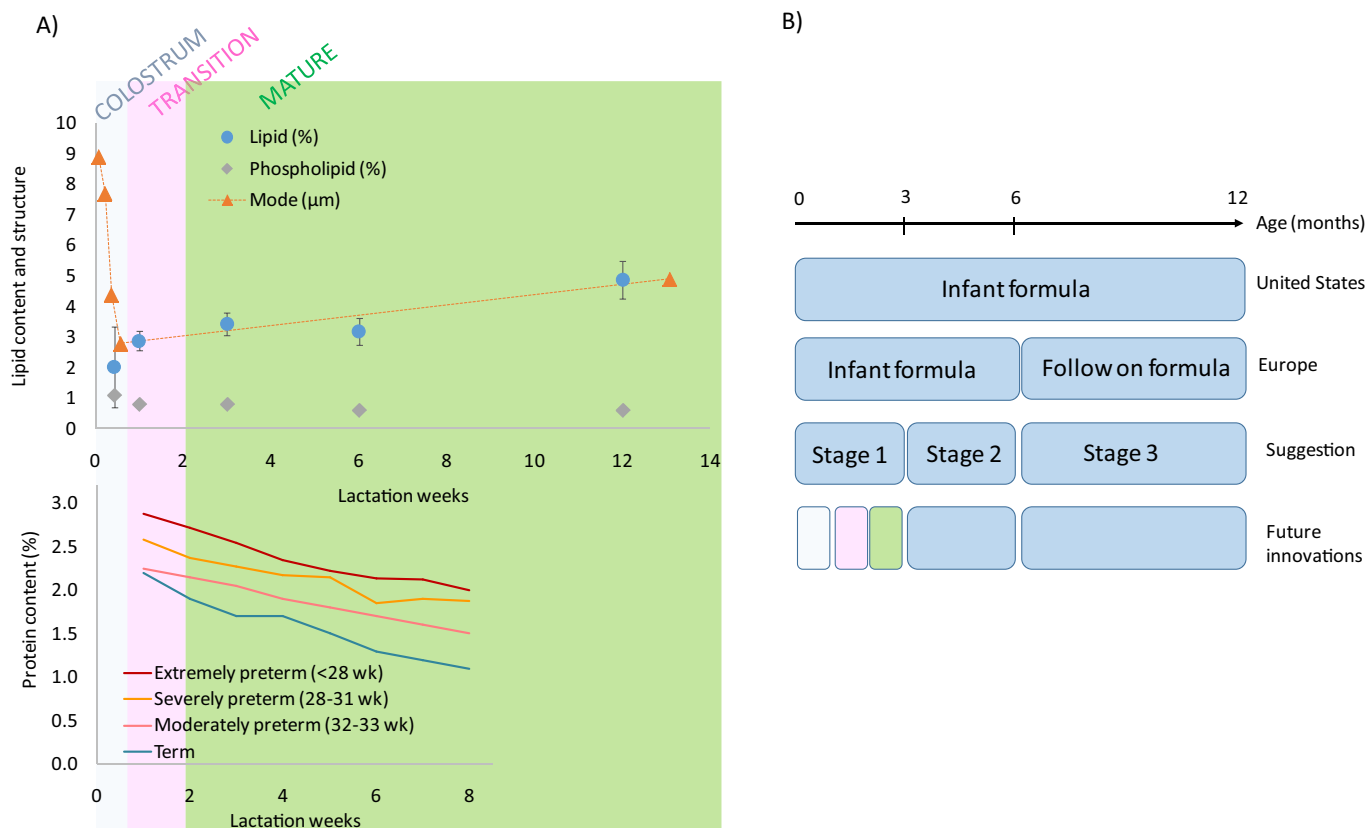 A)
COLOSTRUM
TRANSITION
MATURE
10
9
8
7
6
5
4
3
2
1
0
Lipid content and structure
Lipid (%)
Phospholipid (%)
Mode (µm)
0 2 4 6 8 10 12 14
Lactation weeks
3.0
2.5
2.0
1.5
1.0
0.5
0.0
Protein content (%)
Extremely preterm (<28 wk)
Severely preterm (28-31 wk)
Moderately preterm (32-33 wk)
Term
0 2 4 6 8
Lactation weeks
B)
0 3 6 12
Age (months)
Infant formula
United States
Infant formula
Follow on formula
Europe
Stage 1
Stage 2
Stage 3
Suggestion
Future
innovations